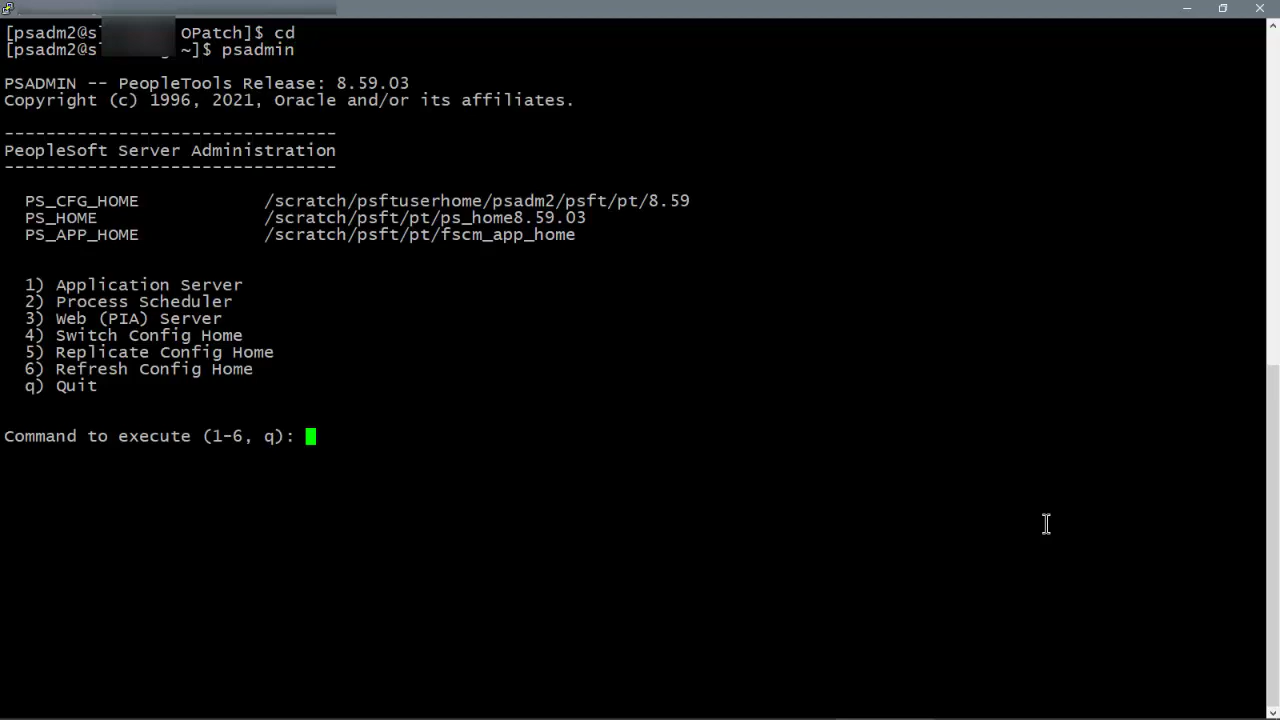 [psadm2@s OPatch]$ cd
[psadm2@s ~]$ psadmin
PSADMIN -- PeopleTools Release: 8.59.03
Copyright (c) 1996, 2021, Oracle and/or its affiliates.
--------------------------------
PeopleSoft Server Administration
--------------------------------
PS_CFG_HOME /scratch/psftuserhome/psadm2/psft/pt/8.59
PS_HOME /scratch/psft/pt/ps_home8.59.03
PS_APP_HOME /scratch/psft/pt/fscm_app_home
1) Application Server
2) Process Scheduler
3) Web (PIA) Server
4) Switch Config Home
5) Replicate Config Home
6) Refresh Config Home
q) Quit
Command to execute (1-6, q):